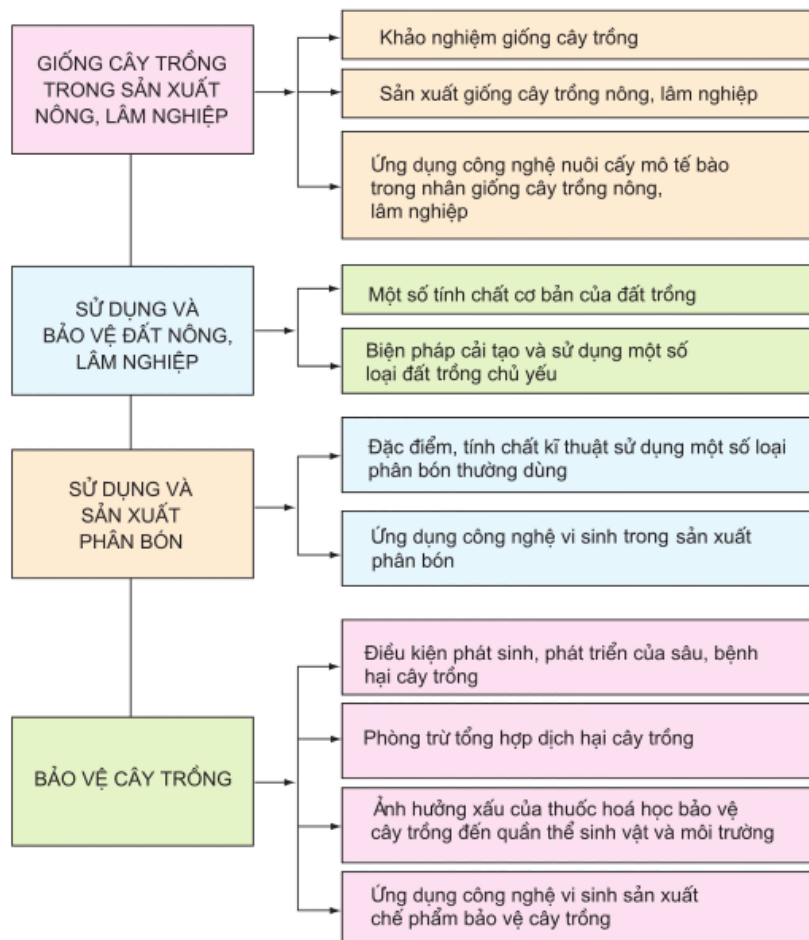 GIỐNG CÂY TRỒNG
TRONG SẢN XUẤT
NÔNG, LÂM NGHIỆP
Khảo nghiệm giống cây trồng
Sản xuất giống cây trồng nông, lâm nghiệp
Ứng dụng công nghệ nuôi cấy mô tế bào
trong nhân giống cây trồng nông,
lâm nghiệp
SỬ DỤNG VÀ
BẢO VỆ ĐẤT NÔNG,
LÂM NGHIỆP
Một số tính chất cơ bản của đất trồng
Biện pháp cải tạo và sử dụng một số
loại đất trồng chủ yếu
SỬ DỤNG VÀ
SẢN XUẤT
PHÂN BÓN
Đặc điểm, tính chất kĩ thuật sử dụng một số loại
phân bón thường dùng
Ứng dụng công nghệ vi sinh trong sản xuất
phân bón
BẢO VỆ CÂY TRỒNG
Điều kiện phát sinh, phát triển của sâu, bệnh
hại cây trồng
Phòng trừ tổng hợp dịch hại cây trồng
Ảnh hưởng xấu của thuốc hoá học bảo vệ
cây trồng đến quần thể sinh vật và môi trường
Ứng dụng công nghệ vi sinh sản xuất
chế phẩm bảo vệ cây trồng